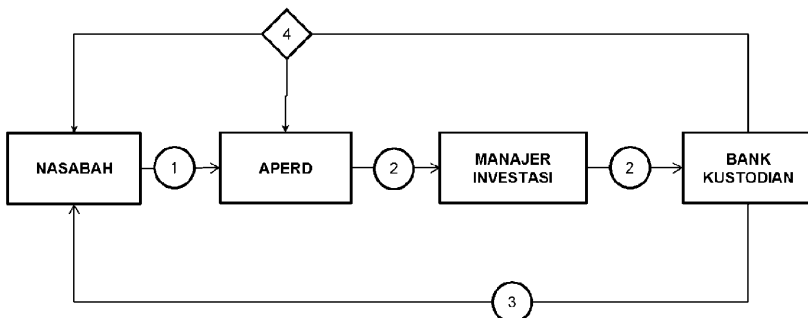 4
NASABAH
1
APERD
2
MANAJER
INVESTASI
2
BANK
KUSTODIAN
3